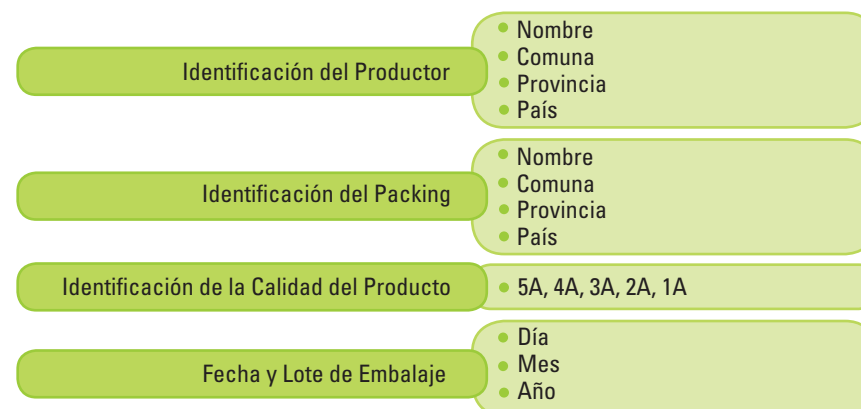 Identificación del Productor
• Nombre
• Comuna
• Provincia
• País
Identificación del Packing
• Nombre
• Comuna
• Provincia
• País
Identificación de la Calidad del Producto
• 5A, 4A, 3A, 2A, 1A
Fecha y Lote de Embalaje
• Día
• Mes
• Año